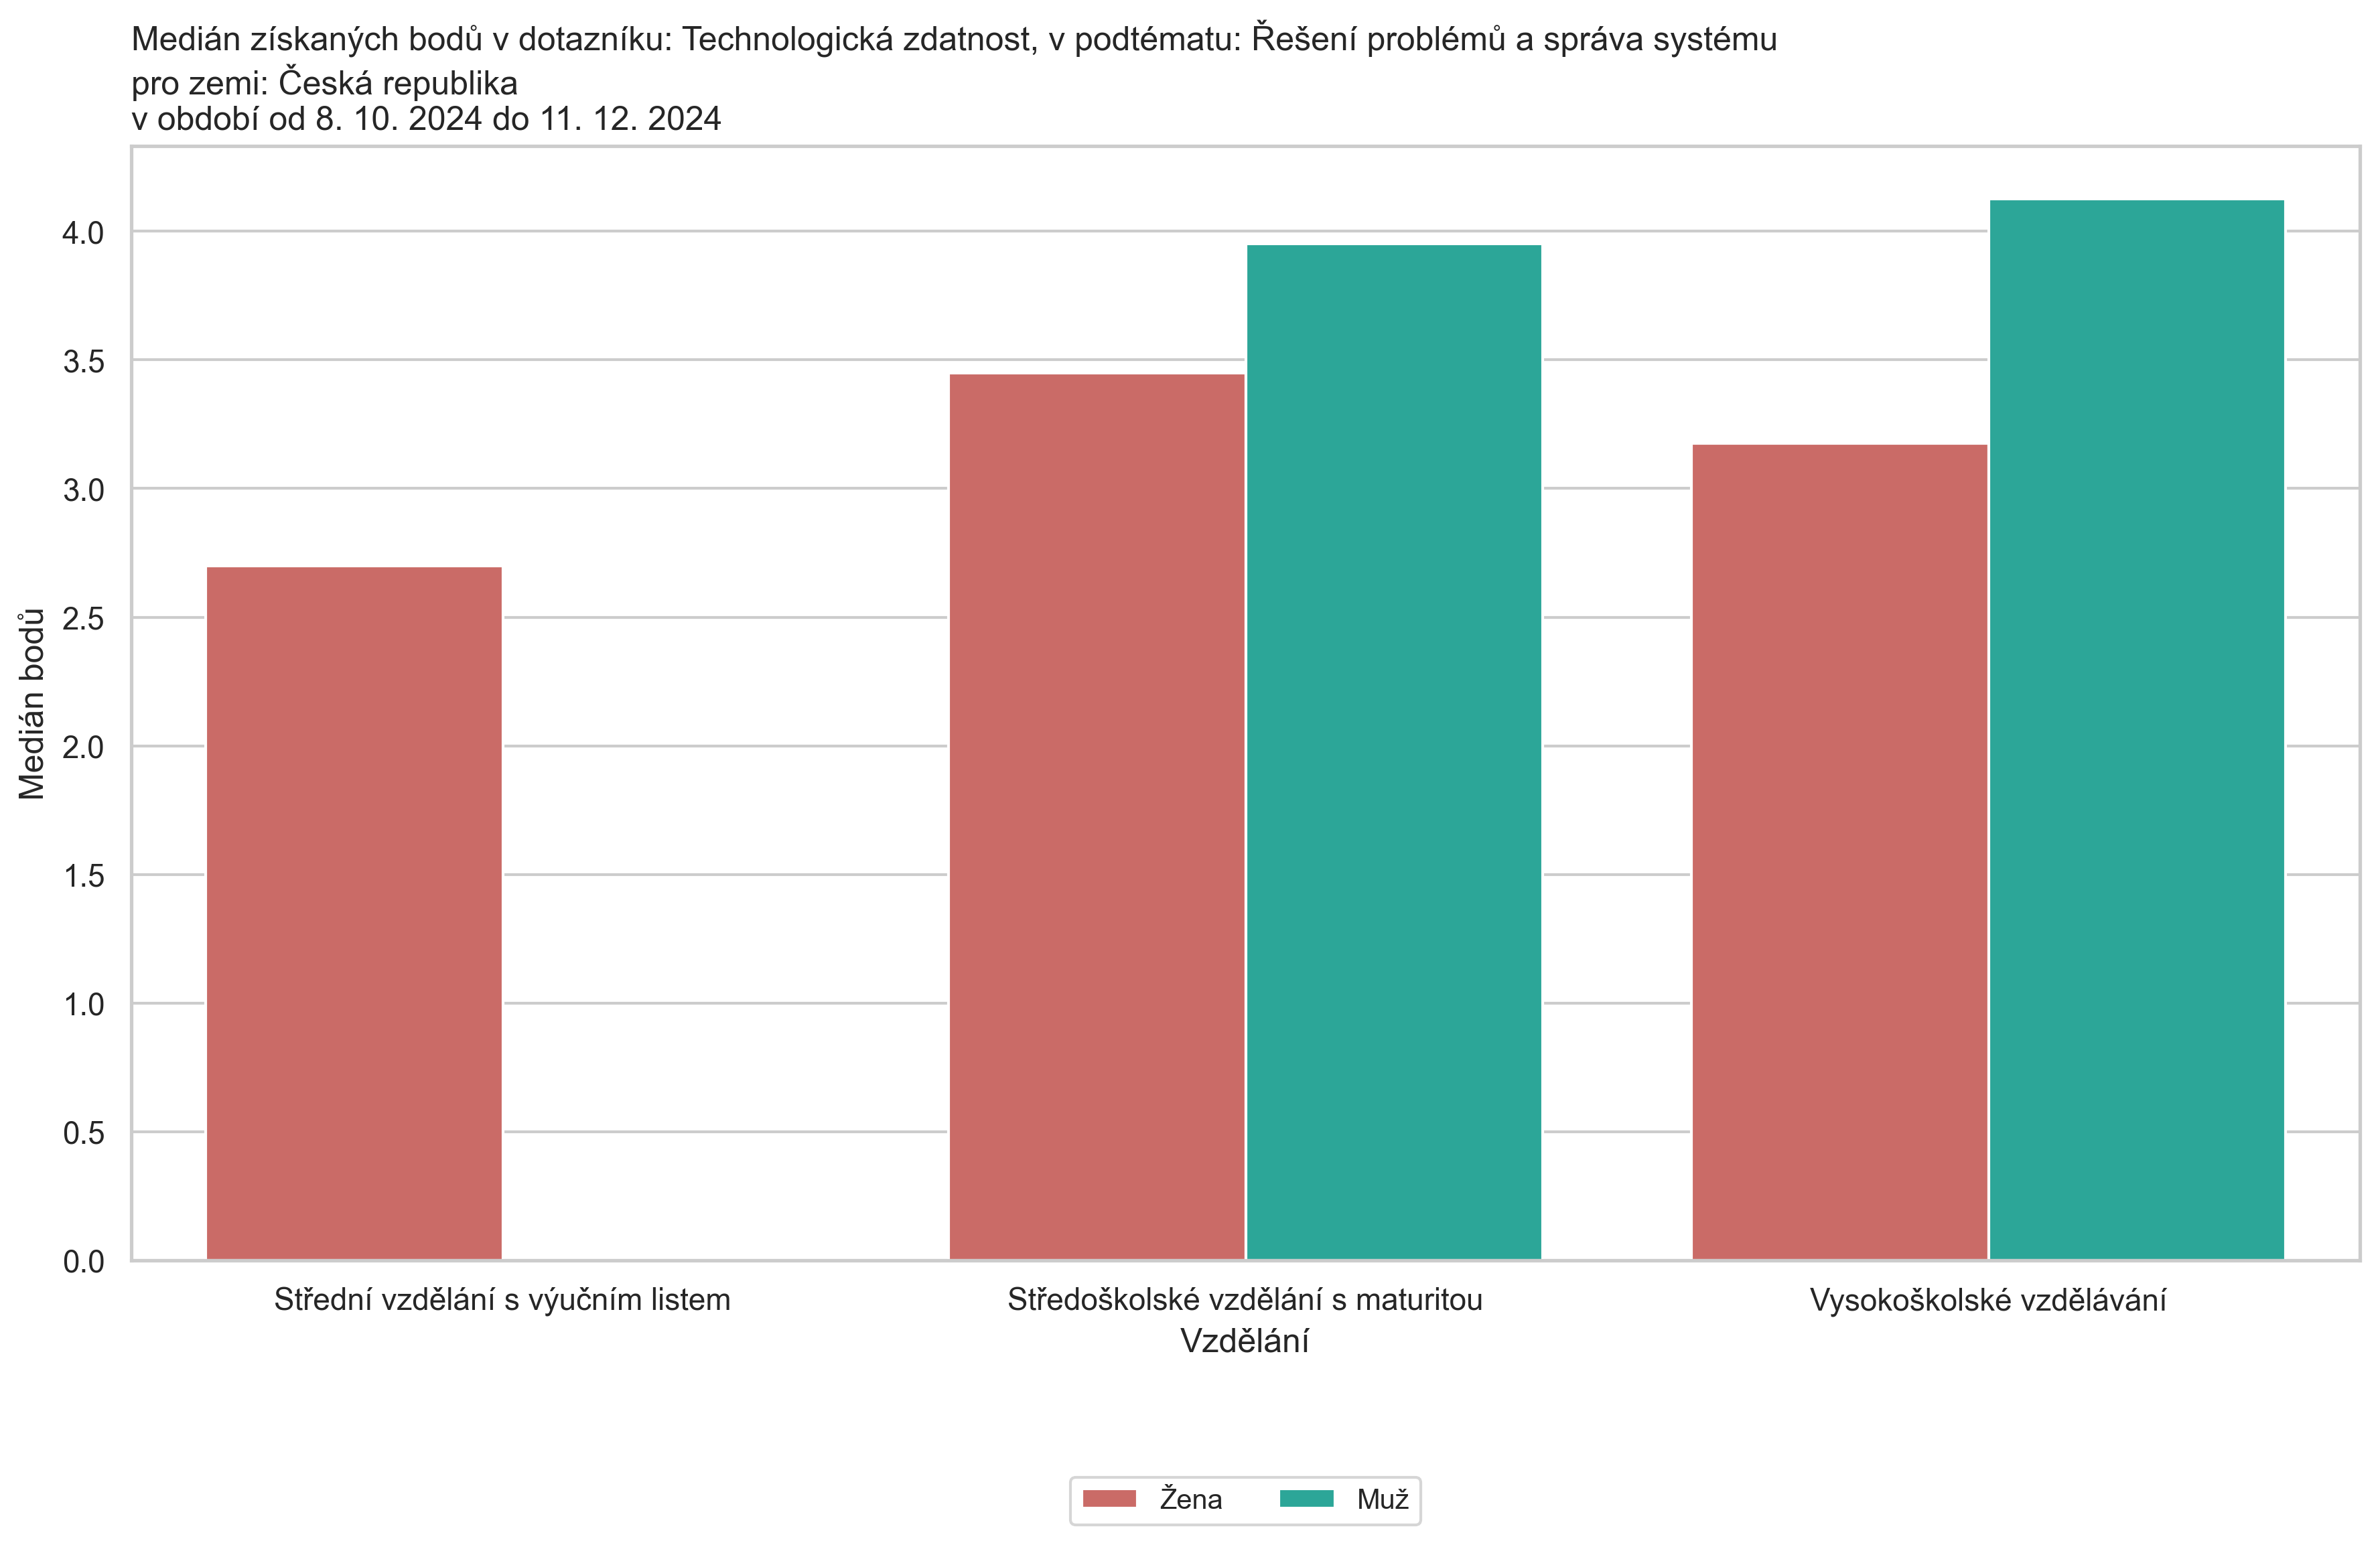 Medián získaných bodů v dotazníku: Technologická zdatnost, v podtématu: Řešení problémů a správa systému
pro zemi: Česká republika
v období od 8. 10. 2024 do 11. 12. 2024
Medián bodů
4.0
3.5
3.0
2.5
2.0
1.5
1.0
0.5
0.0
Střední vzdělání s výučním listem
Středoškolské vzdělání s maturitou
Vysokoškolské vzdělávání
Vzdělání
Žena
Muž